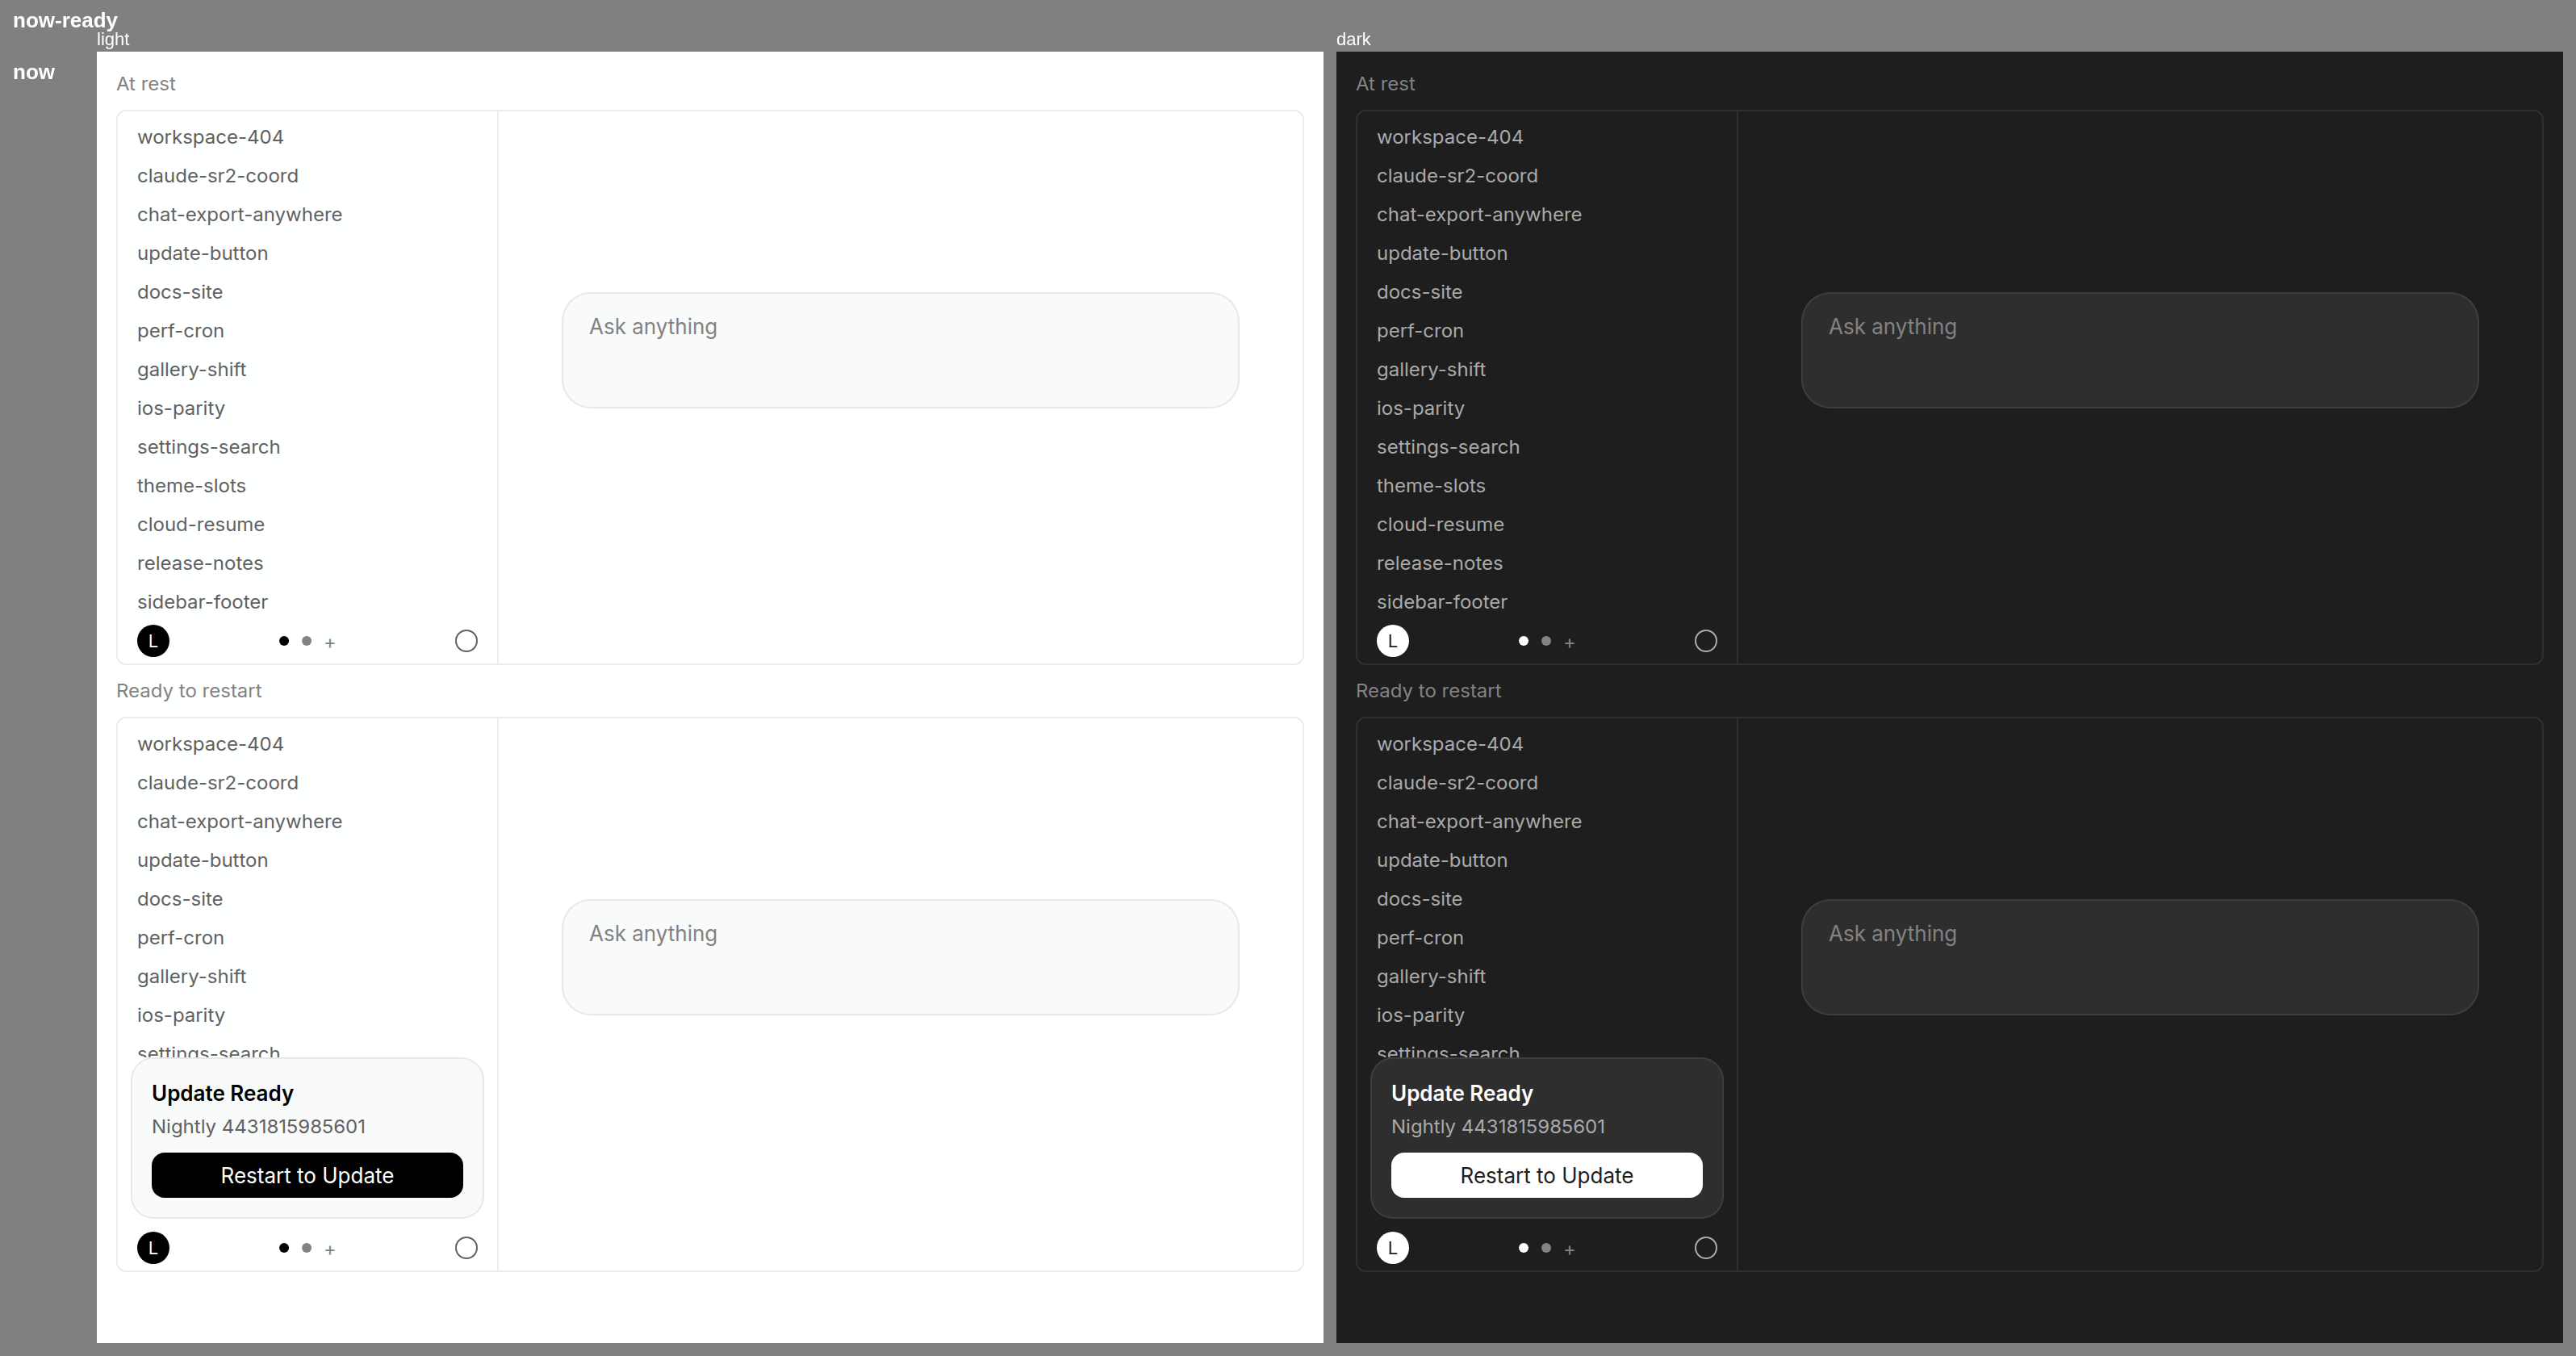 now-ready
light
dark
now
At rest
workspace-404
claude-sr2-coord
chat-export-anywhere
update-button
docs-site
perf-cron
gallery-shift
ios-parity
settings-search
theme-slots
cloud-resume
release-notes
sidebar-footer
L
+
Ask anything
Ready to restart
workspace-404
claude-sr2-coord
chat-export-anywhere
update-button
docs-site
perf-cron
gallery-shift
ios-parity
settings-search
Update Ready
Nightly 4431815985601
Restart to Update
L
+
Ask anything
At rest
workspace-404
claude-sr2-coord
chat-export-anywhere
update-button
docs-site
perf-cron
gallery-shift
ios-parity
settings-search
theme-slots
cloud-resume
release-notes
sidebar-footer
L
+
Ask anything
Ready to restart
workspace-404
claude-sr2-coord
chat-export-anywhere
update-button
docs-site
perf-cron
gallery-shift
ios-parity
settings-search
Update Ready
Nightly 4431815985601
Restart to Update
L
+
Ask anything